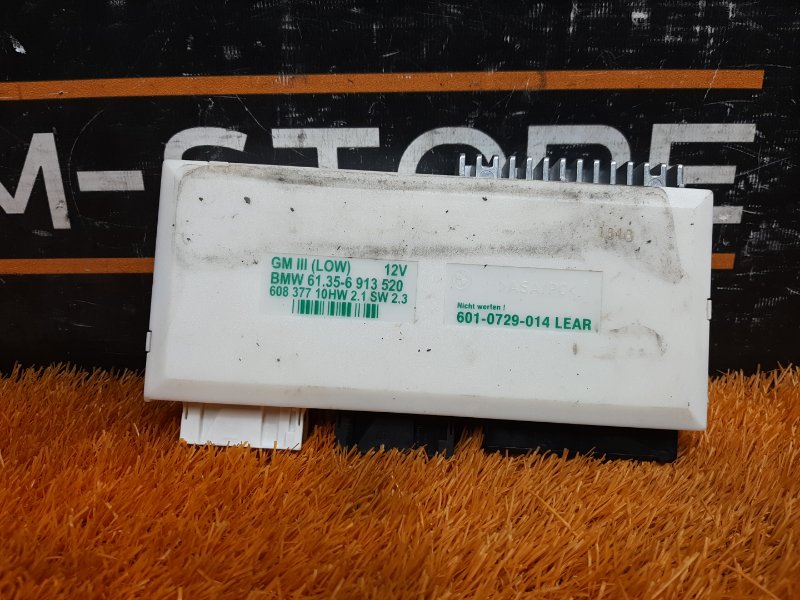 M-STORE
1310
GM III (LOW) 12V
BMW 61.35-6 913 520
608 377 10HW 2.1 SW 2.3
Nicht werfen !
601-0729-014 LEAR